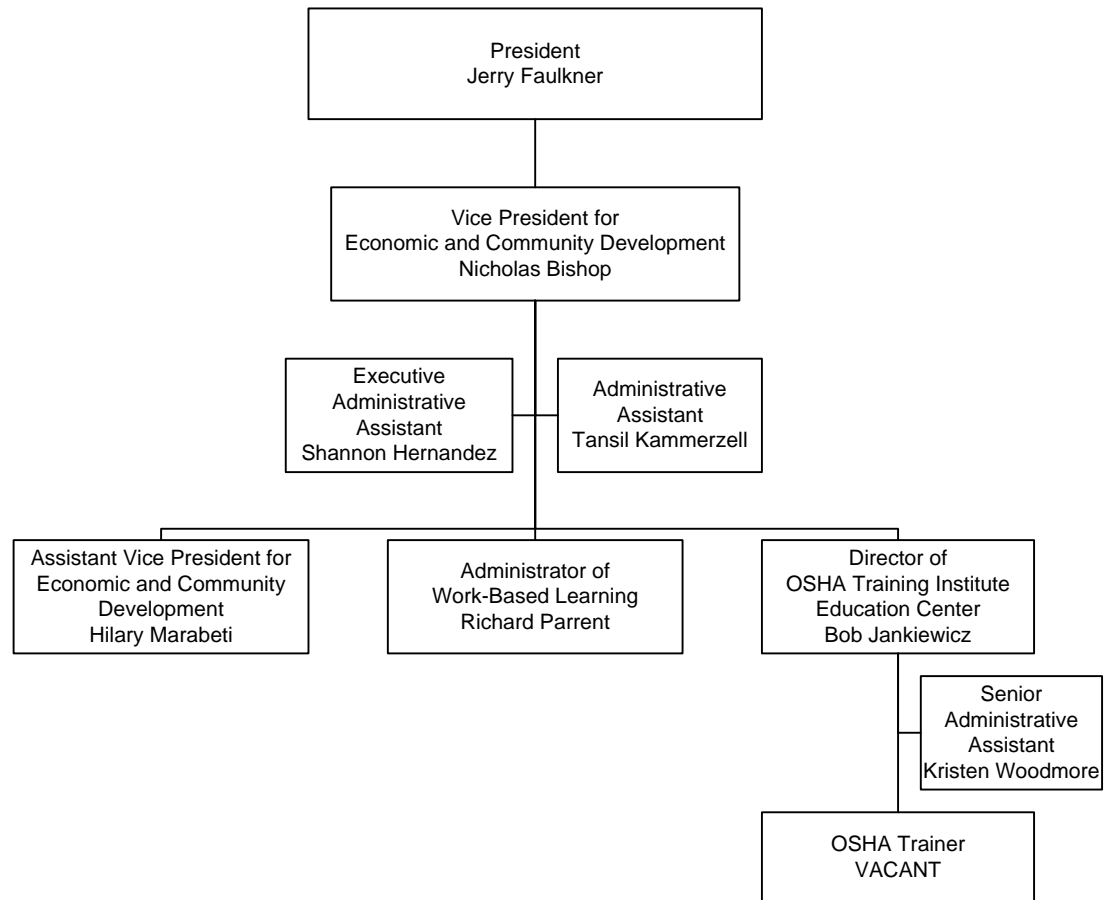 President
Jerry Faulkner
Vice President for
Economic and Community Development
Nicholas Bishop
Executive
Administrative
Assistant
Shannon Hernandez
Administrative
Assistant
Tansil Kammerzell
Assistant Vice President for
Economic and Community
Development
Hilary Marabeti
Administrator of
Work-Based Learning
Richard Parrent
Director of
OSHA Training Institute
Education Center
Bob Jankiewicz
Senior
Administrative
Assistant
Kristen Woodmore
OSHA Trainer
VACANT